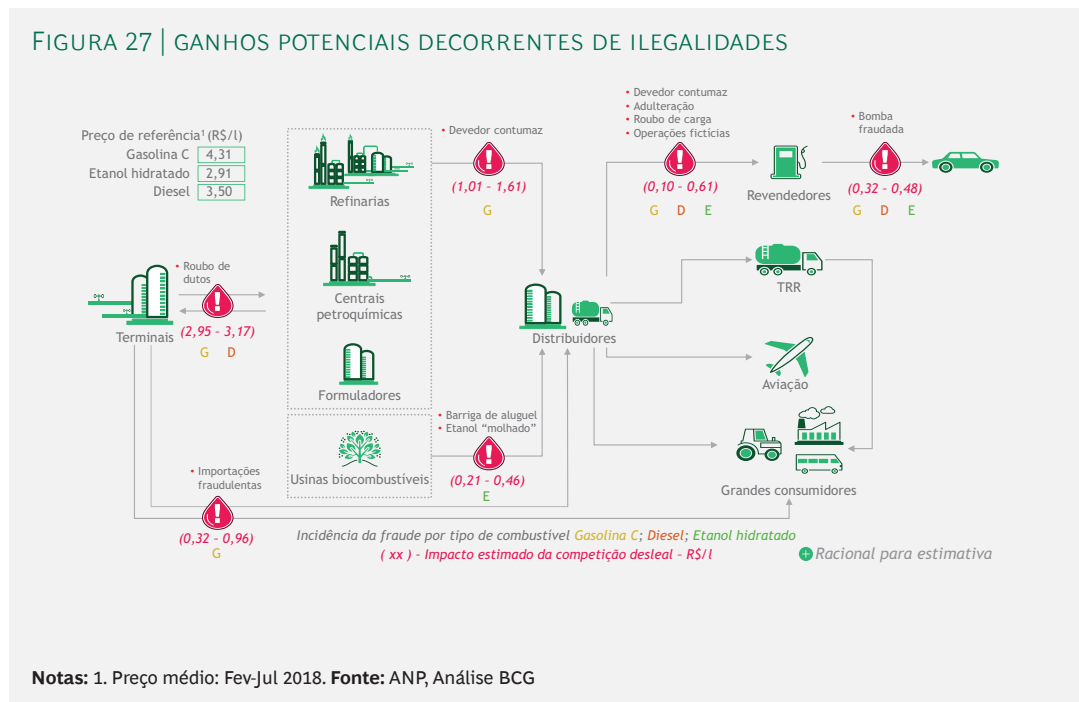 FIGURA 27 | GANHOS POTENCIAIS DECORRENTES DE ILEGALIDADES
Preço de referência¹ (R$/l)
Gasolina C 4,31
Etanol hidratado 2,91
Diesel 3,50
• Roubo de
dutos
(2,95 - 3,17)
G D
Terminais
• Importações
fraudulentas
(0,32 - 0,96)
G
Refinarias
Centrais
petroquímicas
Formuladores
Usinas biocombustíveis
• Devedor contumaz
(1,01 - 1,61)
G
• Barriga de aluguel
• Etanol “molhado”
(0,21 - 0,46)
E
Distribuidores
• Devedor contumaz
• Adulteração
• Roubo de carga
• Operações fictícias
(0,10 - 0,61)
G D E
Revendedores
• Bomba
fraudada
(0,32 - 0,48)
G D E
TRR
Aviação
Grandes consumidores
Incidência da fraude por tipo de combustível Gasolina C; Diesel; Etanol hidratado
( xx ) - Impacto estimado da competição desleal - R$/l
+ Racional para estimativa
Notas: 1. Preço médio: Fev-Jul 2018. Fonte: ANP, Análise BCG